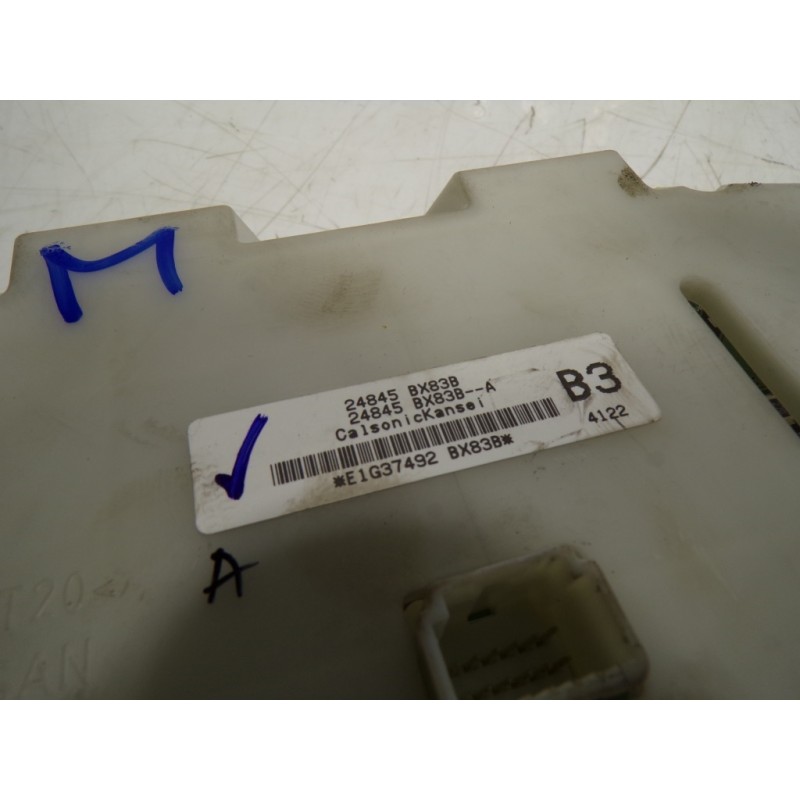 M
24845 BX83B
24845 BX83B--A
CalsonicKansei
B3
4122
*E1G37492 BX83B*
A